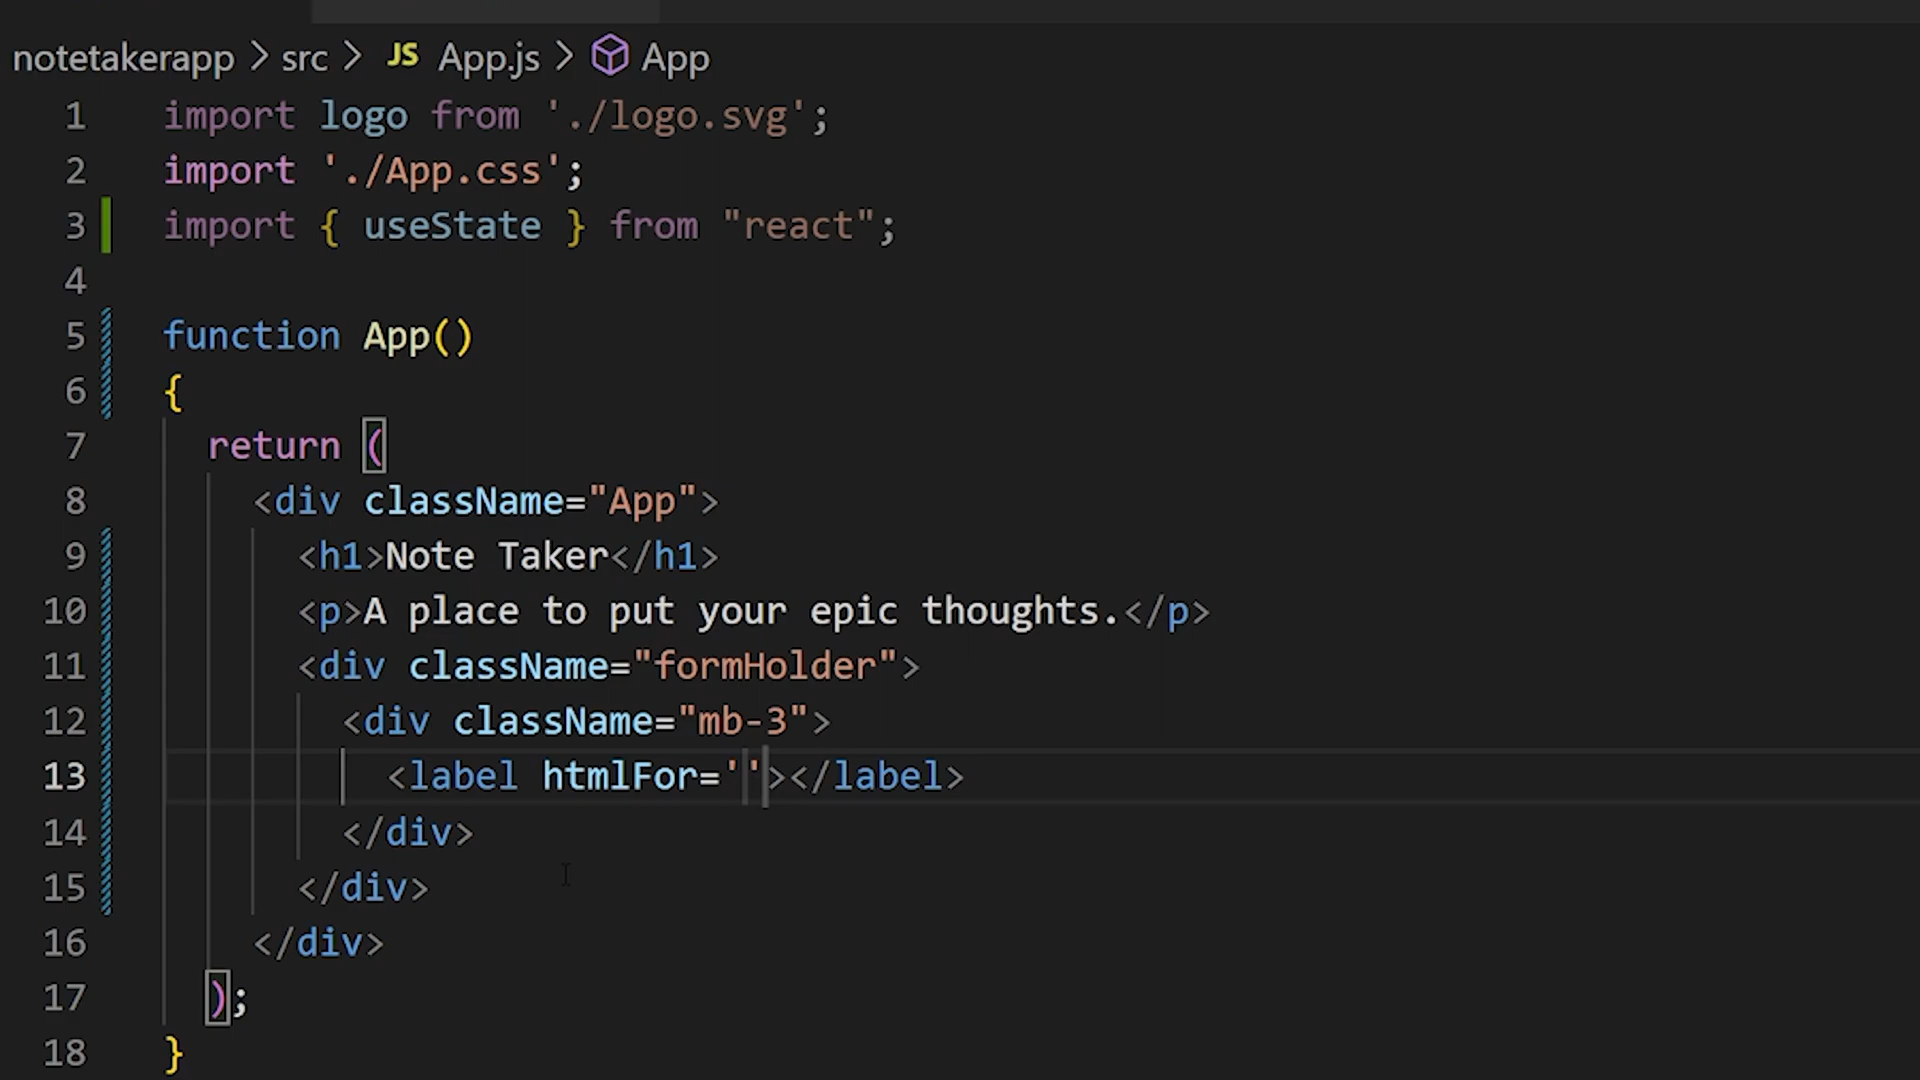 notetakerapp > src > JS App.js > App
1 import logo from './logo.svg';
2 import './App.css';
3 import { useState } from "react";
4
5 function App()
6 {
7   return (
8     <div className="App">
9       <h1>Note Taker</h1>
10       <p>A place to put your epic thoughts.</p>
11       <div className="formHolder">
12         <div className="mb-3">
13           <label htmlFor=''></label>
14         </div>
15       </div>
16     </div>
17   );
18 }